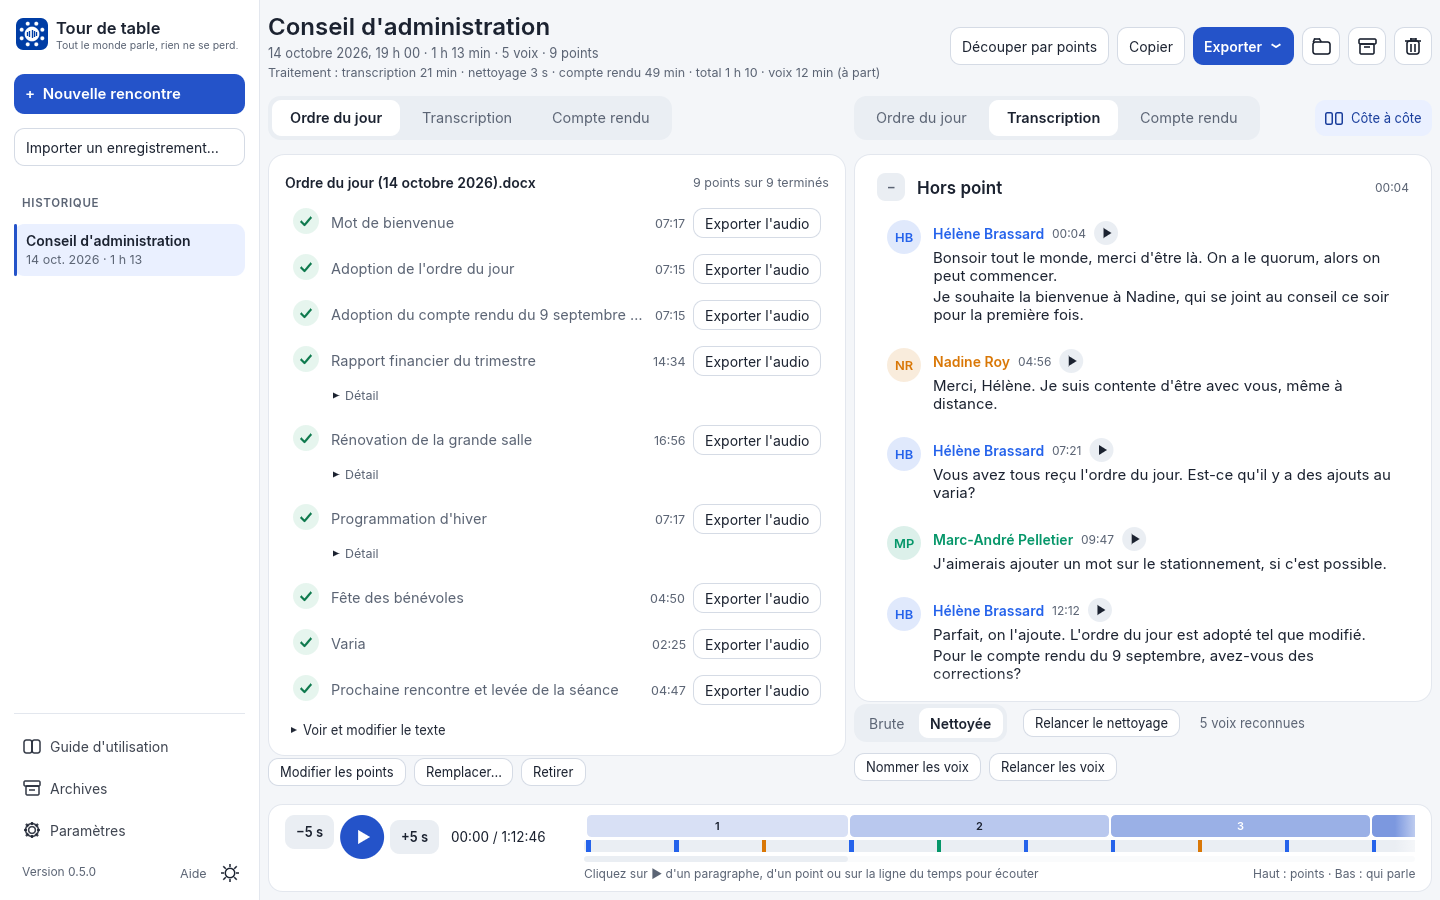 Tour de table
Tout le monde parle, rien ne se perd.
+ Nouvelle rencontre
Importer un enregistrement...
HISTORIQUE
Conseil d'administration
14 oct. 2026 · 1 h 13
Guide d'utilisation
Archives
Paramètres
Version 0.5.0
Aide
Conseil d'administration
14 octobre 2026, 19 h 00 · 1 h 13 min · 5 voix · 9 points
Traitement : transcription 21 min · nettoyage 3 s · compte rendu 49 min · total 1 h 10 · voix 12 min (à part)
Découper par points
Copier
Exporter
Ordre du jour
Transcription
Compte rendu
Ordre du jour (14 octobre 2026).docx
9 points sur 9 terminés
Mot de bienvenue
07:17
Exporter l'audio
Adoption de l'ordre du jour
07:15
Exporter l'audio
Adoption du compte rendu du 9 septembre ...
07:15
Exporter l'audio
Rapport financier du trimestre
14:34
Exporter l'audio
Détail
Rénovation de la grande salle
16:56
Exporter l'audio
Détail
Programmation d'hiver
07:17
Exporter l'audio
Détail
Fête des bénévoles
04:50
Exporter l'audio
Varia
02:25
Exporter l'audio
Prochaine rencontre et levée de la séance
04:47
Exporter l'audio
Voir et modifier le texte
Modifier les points
Remplacer...
Retirer
Ordre du jour
Transcription
Compte rendu
Côte à côte
– Hors point
00:04
HB
Hélène Brassard 00:04
Bonsoir tout le monde, merci d'être là. On a le quorum, alors on
peut commencer.
Je souhaite la bienvenue à Nadine, qui se joint au conseil ce soir
pour la première fois.
NR
Nadine Roy 04:56
Merci, Hélène. Je suis contente d'être avec vous, même à
distance.
HB
Hélène Brassard 07:21
Vous avez tous reçu l'ordre du jour. Est-ce qu'il y a des ajouts au
varia?
MP
Marc-André Pelletier 09:47
J'aimerais ajouter un mot sur le stationnement, si c'est possible.
HB
Hélène Brassard 12:12
Parfait, on l'ajoute. L'ordre du jour est adopté tel que modifié.
Pour le compte rendu du 9 septembre, avez-vous des
corrections?
Brute
Nettoyée
Relancer le nettoyage
5 voix reconnues
Nommer les voix
Relancer les voix
−5 s
+5 s
00:00 / 1:12:46
1
2
3
Cliquez sur ▶ d'un paragraphe, d'un point ou sur la ligne du temps pour écouter
Haut : points · Bas : qui parle